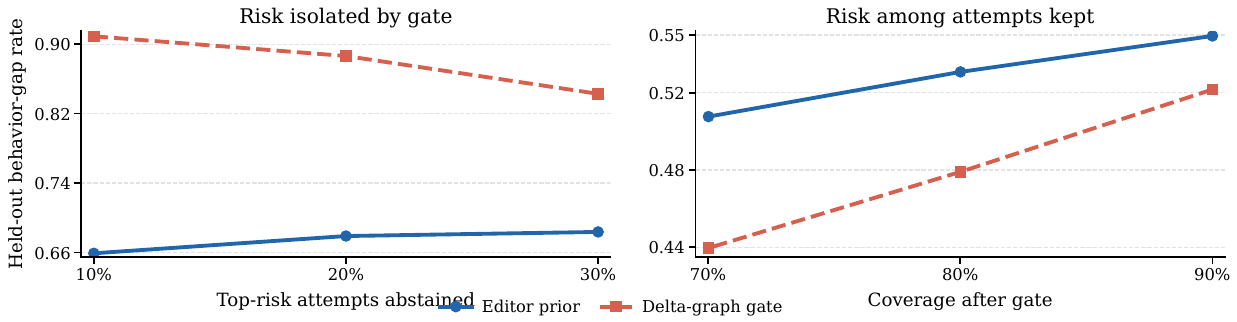 Risk isolated by gate
Held-out behavior-gap rate
0.90
0.82
0.74
0.66
10%
20%
30%
Top-risk attempts abstained
Risk among attempts kept
0.55
0.52
0.48
0.44
70%
80%
90%
Coverage after gate
Editor prior
Delta-graph gate